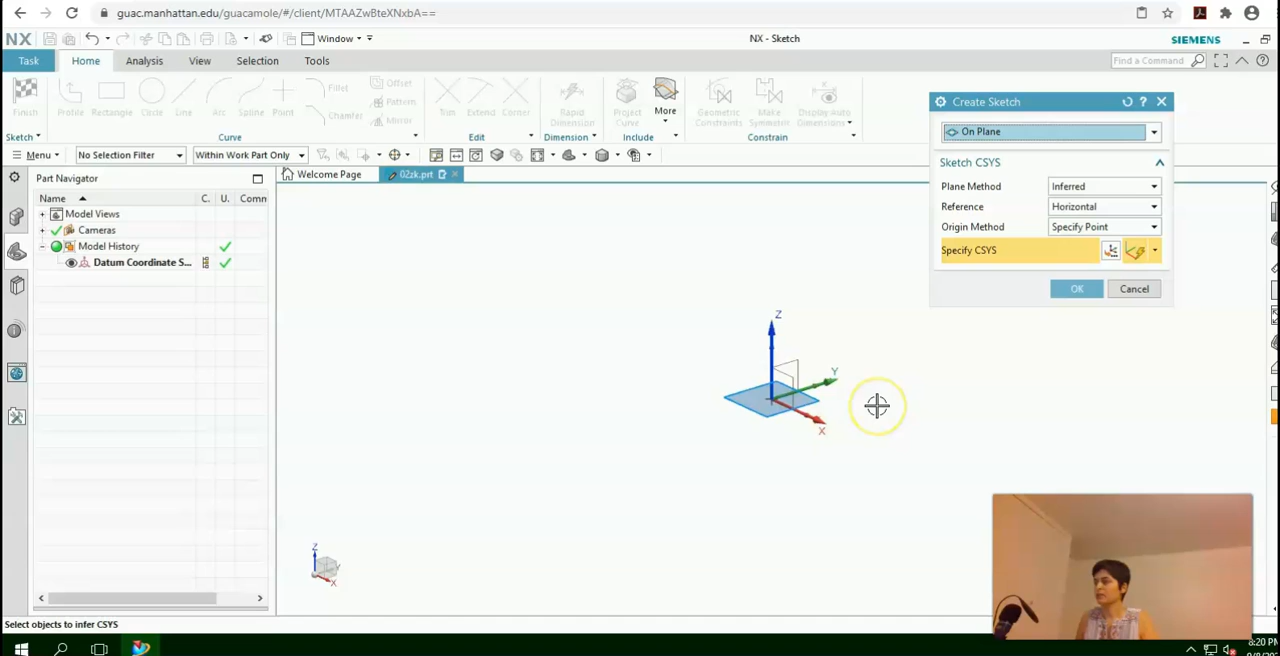 guac.manhattan.edu/guacamole/#/client/MTAAZwBteXNxbA==
NX Window NX - Sketch SIEMENS
Task Home Analysis View Selection Tools Find a Command
Finish Profile Rectangle Circle Line Arc Spline Point Fillet Chamfer Offset Pattern Mirror Trim Extend Corner Rapid Dimension Project Curve More Geometric Constraints Make Symmetric Display Auto Dimensions
Sketch Curve Edit Dimension Include Constrain
Menu No Selection Filter Within Work Part Only
Part Navigator Welcome Page 02zk.prt
Name C. U. Comn
Model Views
Cameras
Model History
Datum Coordinate S...
Create Sketch
On Plane
Sketch CSYS
Plane Method Inferred
Reference Horizontal
Origin Method Specify Point
Specify CSYS
OK Cancel
Z
Y
X
Z
Y
X
Select objects to infer CSYS
8:20 PM